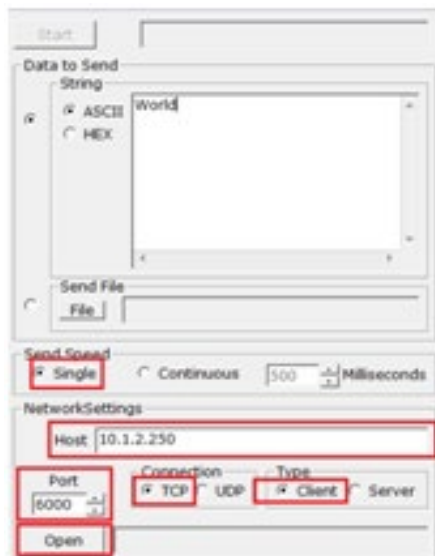 Start
Data to Send
String
ASCII
HEX
World
Send File
File
Send Speed
Single Continuous 500 Milliseconds
NetworkSettings
Host 10.1.2.250
Port
6000
Connection
TCP UDP
Type
Client Server
Open